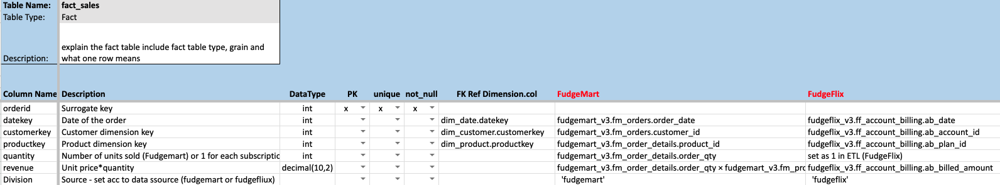 Table Name: fact_sales
Table Type: Fact
explain the fact table include fact table type, grain and
Description: what one row means
Column Name Description DataType PK unique not_null FK Ref Dimension.col FudgeMart FudgeFlix
orderid Surrogate key int x x x
datekey Date of the order int dim_date.datekey fudgemart_v3.fm_orders.order_date fudgeflix_v3.ff_account_billing.ab_date
customerkey Customer dimension key int dim_customer.customerkey fudgemart_v3.fm_orders.customer_id fudgeflix_v3.ff_account_billing.ab_account_id
productkey Product dimension key int dim_product.productkey fudgemart_v3.fm_order_details.product_id fudgeflix_v3.ff_account_billing.ab_plan_id
quantity Number of units sold (Fudgemart) or 1 for each subscriptic int fudgemart_v3.fm_order_details.order_qty set as 1 in ETL (FudgeFlix)
revenue Unit price*quantity decimal(10,2) fudgemart_v3.fm_order_details.order_qty × fudgemart_v3.fm_pro fudgeflix_v3.ff_account_billing.ab_billed_amount
Division Source - set acc to data ssource (fudgemart or fudgefliux) 'fudgemart' 'fudgeflix'